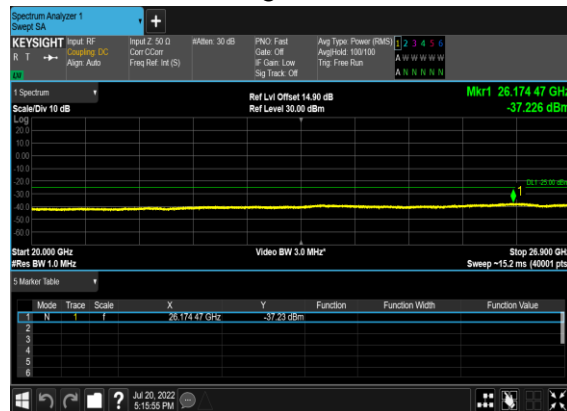 Spectrum Analyzer 1
Swept SA
+
KEYSIGHT Input: RF Input Z: 50 Ω #Atten: 30 dB PNO: Fast Avg Type: Power (RMS) 1 2 3 4 5 6
R T Coupling: DC Corr CCorr Gate: Off Avg|Hold: 100/100 A W W W W W
Align: Auto Freq Ref: Int (S) IF Gain: Low Trig: Free Run
LXI Sig Track: Off A N N N N N
1 Spectrum Ref Lvl Offset 14.90 dB Mkr1 26.174 47 GHz
Scale/Div 10 dB Ref Level 30.00 dBm -37.226 dBm
Log
20.0
10.0
0.00
-10.0
-20.0 DL1 25.00 dBm
-30.0 1
-40.0
-50.0
-60.0
Start 20.000 GHz Video BW 3.0 MHz* Stop 26.900 GHz
#Res BW 1.0 MHz Sweep ~15.2 ms (40001 pts)
5 Marker Table
Mode Trace Scale X Y Function Function Width Function Value
1 N 1 f 26.174 47 GHz -37.23 dBm
2
3
4
5
6
? Jul 20, 2022
5:15:55 PM